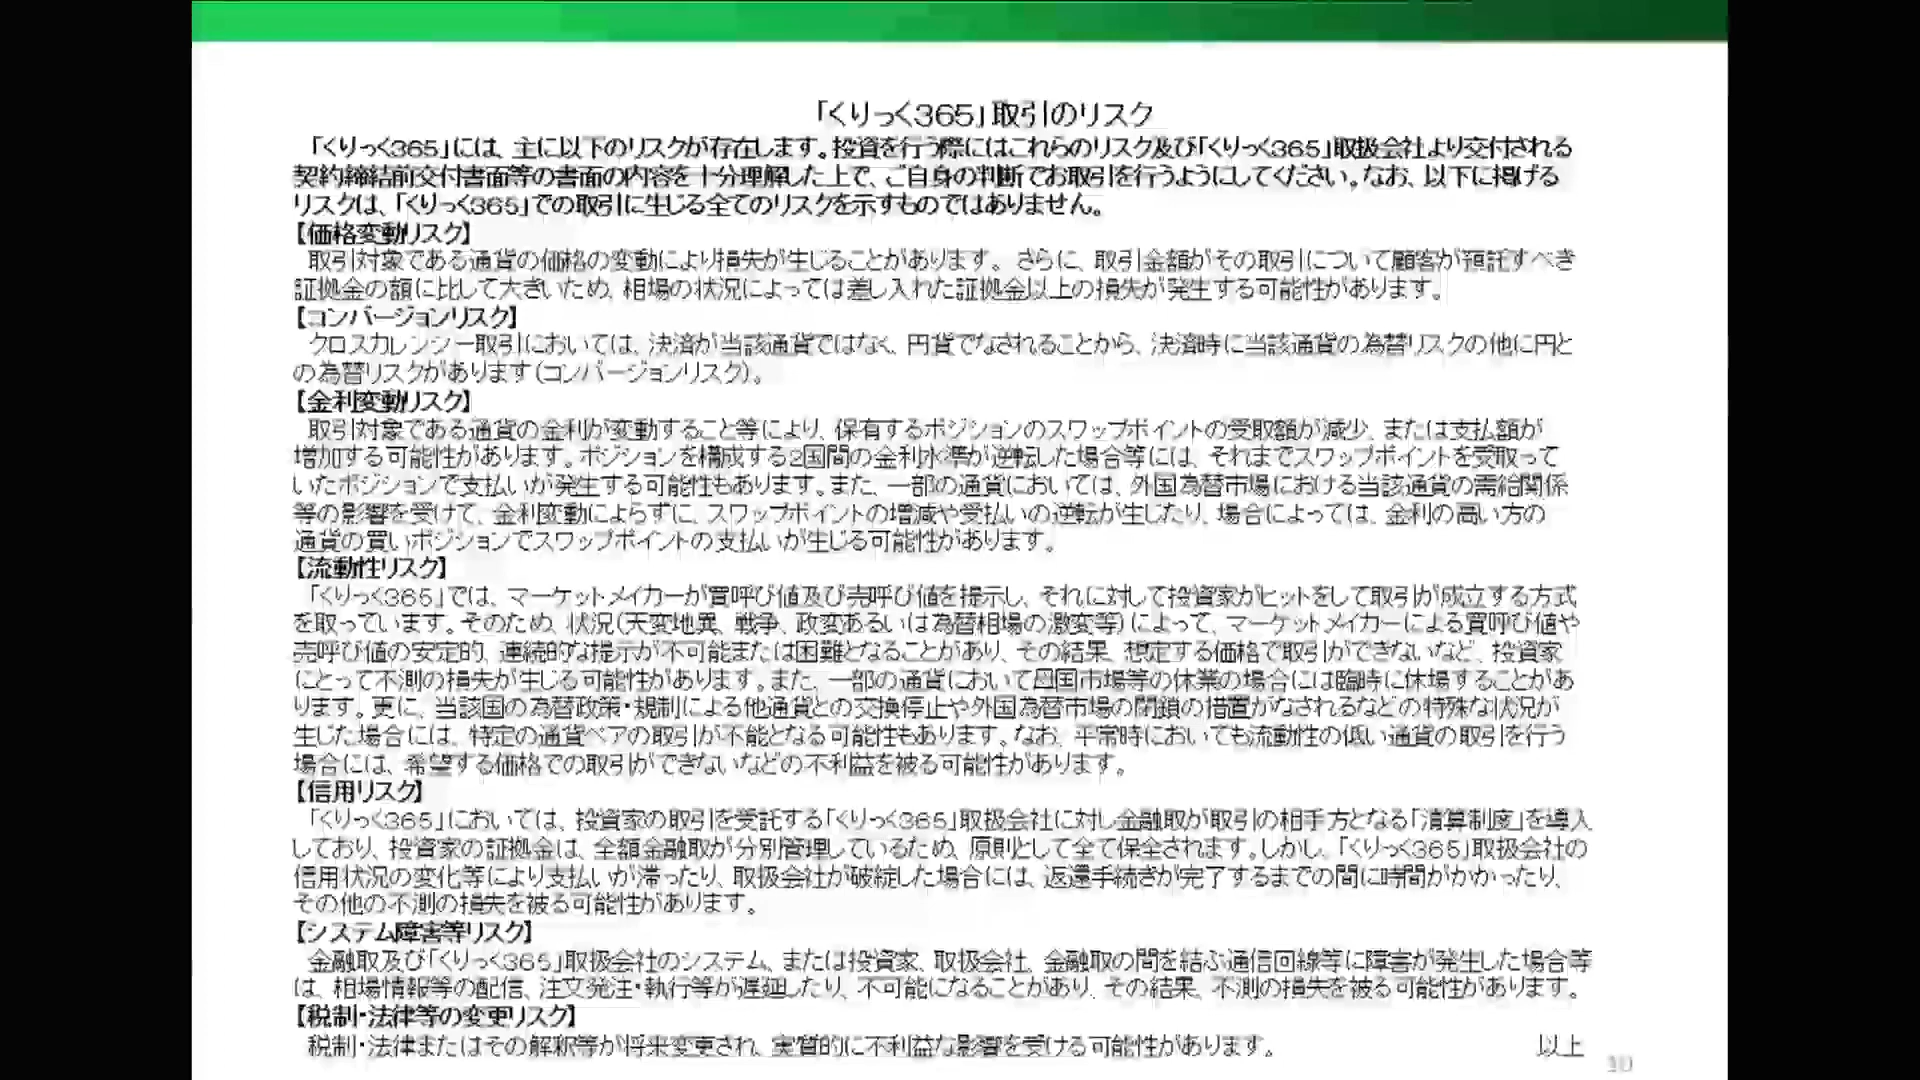 「くりっく365」取引のリスク
「くりっく365」には、主に以下のリスクが存在します。投資を行う際にはこれらのリスク及び「くりっく365」取扱会社より交付される
契約締結前交付書面等の書面の内容を十分理解した上で、ご自身の判断でお取引を行うようにしてください。なお、以下に掲げる
リスクは、「くりっく365」での取引に生じる全てのリスクを示すものではありません。
【価格変動リスク】
取引対象である通貨の価格の変動により損失が生じることがあります。さらに、取引金額がその取引について顧客が預託すべき
証拠金の額に比して大きいため、相場の状況によっては差し入れた証拠金以上の損失が発生する可能性があります。
【コンバージョンリスク】
クロスカレンシー取引においては、決済が当該通貨ではなく、円貨でなされることから、決済時に当該通貨の為替リスクの他に円と
の為替リスクがあります（コンバージョンリスク）。
【金利変動リスク】
取引対象である通貨の金利が変動すること等により、保有するポジションのスワップポイントの受取額が減少、または支払額が
増加する可能性があります。ポジションを構成する2国間の金利水準が逆転した場合等には、それまでスワップポイントを受取って
いたポジションで支払いが発生する可能性もあります。また、一部の通貨においては、外国為替市場における当該通貨の需給関係
等の影響を受けて、金利変動によらずに、スワップポイントの増減や受払いの逆転が生じたり、場合によっては、金利の高い方の
通貨の買いポジションでスワップポイントの支払いが生じる可能性があります。
【流動性リスク】
「くりっく365」では、マーケットメイカーが買呼び値及び売呼び値を提示し、それに対して投資家がヒットをして取引が成立する方式
を取っています。そのため、状況（天変地異、戦争、政変あるいは為替相場の激変等）によって、マーケットメイカーによる買呼び値や
売呼び値の安定的、連続的な提示が不可能または困難となることがあり、その結果、想定する価格で取引ができないなど、投資家
にとって不測の損失が生じる可能性があります。また、一部の通貨において母国市場等の休業の場合には臨時に休場することがあ
ります。更に、当該国の為替政策・規制による他通貨との交換停止や外国為替市場の閉鎖の措置がなされるなどの特殊な状況が
生じた場合には、特定の通貨ペアの取引が不能となる可能性もあります。なお、平常時においても流動性の低い通貨の取引を行う
場合には、希望する価格での取引ができないなどの不利益を被る可能性があります。
【信用リスク】
「くりっく365」においては、投資家の取引を受託する「くりっく365」取扱会社に対し金融取が取引の相手方となる「清算制度」を導入
しており、投資家の証拠金は、全額金融取が分別管理しているため、原則として全て保全されます。しかし、「くりっく365」取扱会社の
信用状況の変化等により支払いが滞ったり、取扱会社が破綻した場合には、返還手続きが完了するまでの間に時間がかかったり、
その他の不測の損失を被る可能性があります。
【システム障害等リスク】
金融取及び「くりっく365」取扱会社のシステム、または投資家、取扱会社、金融取の間を結ぶ通信回線等に障害が発生した場合等
は、相場情報等の配信、注文発注・執行等が遅延したり、不可能になることがあり、その結果、不測の損失を被る可能性があります。
【税制・法律等の変更リスク】
税制・法律またはその解釈等が将来変更され、実質的に不利益な影響を受ける可能性があります。 以上
30